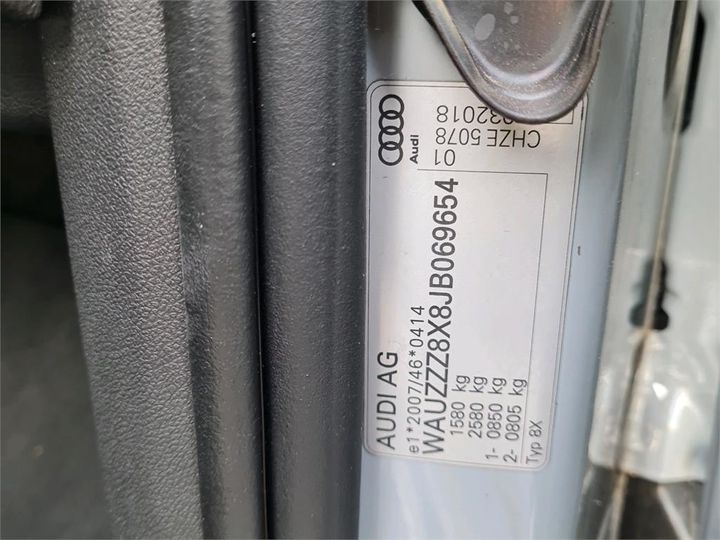 AUDI AG
e1*2007/46*0414
WAUZZZ8X8JB069654
1580 kg
2580 kg
1- 0850 kg
2- 0805 kg
Typ 8X
Audi
01
CHZE 5078
032018